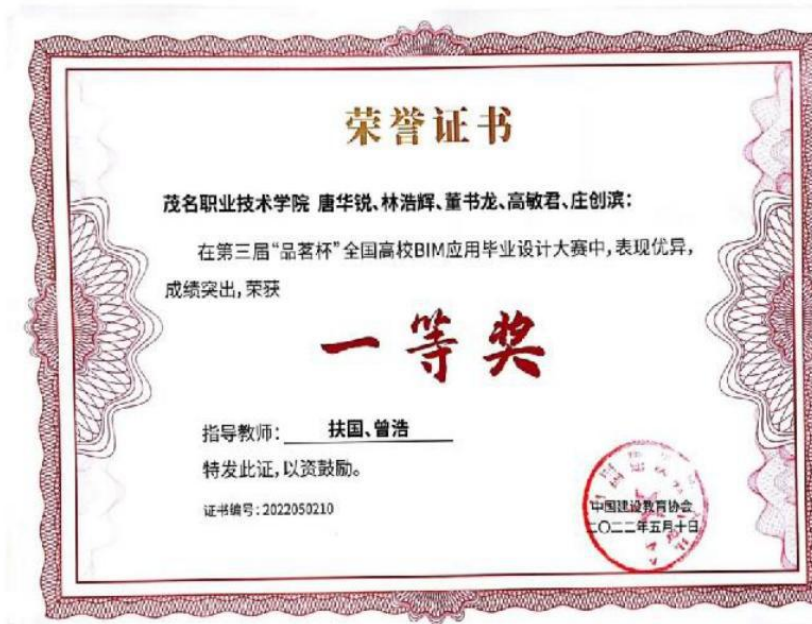 荣誉证书
茂名职业技术学院 唐华锐、林浩辉、董书龙、高敏君、庄创滨：
在第三届“品茗杯”全国高校BIM应用毕业设计大赛中，表现优异，
成绩突出，荣获
一等奖
指导教师： 扶国、曾浩
特发此证，以资鼓励。
证书编号：2022050210
中国建设教育协会
二〇二二年五月十日